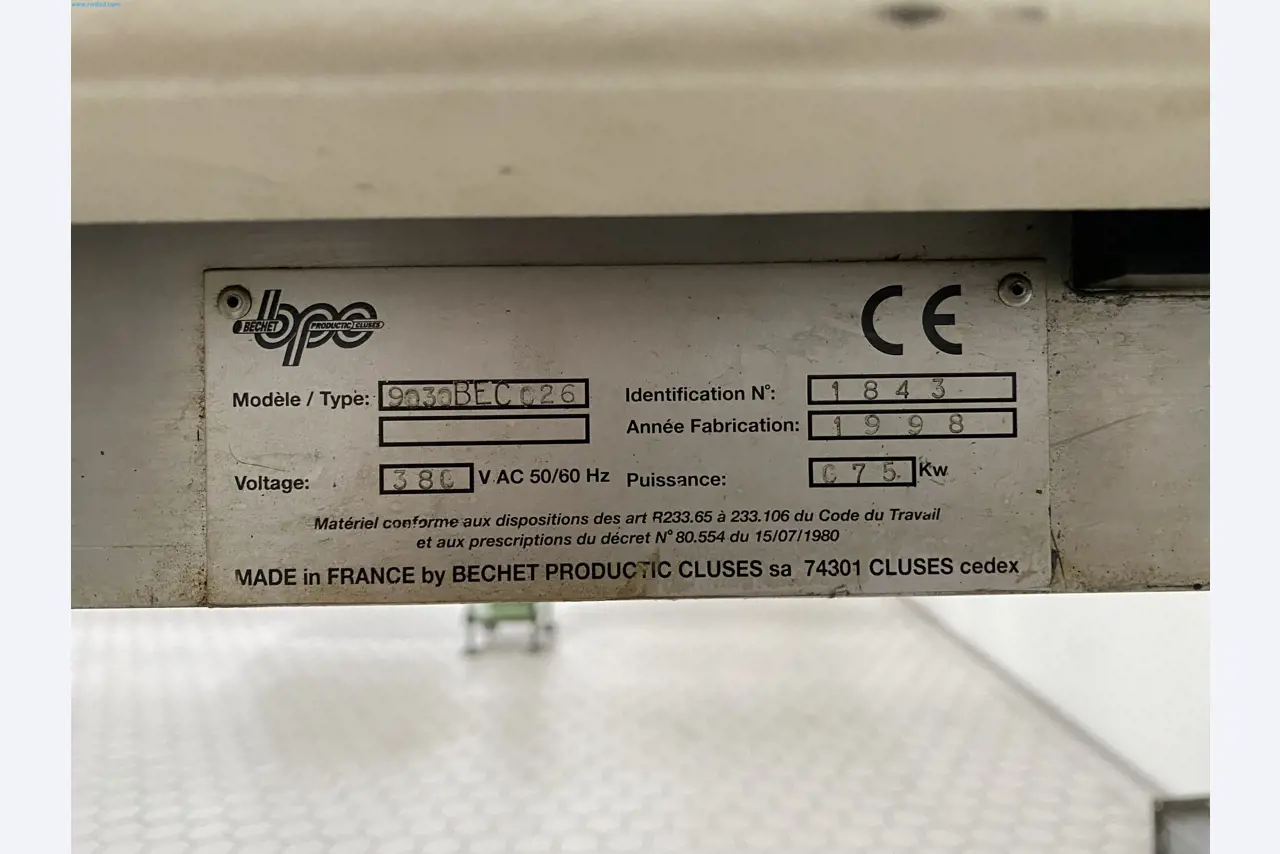 www.netbid.com
bpc
BECHET PRODUCTIC CLUSES
CE
Modèle / Type: 9030BEC026
Identification N°: 1843
Année Fabrication: 1998
Voltage: 380 V AC 50/60 Hz
Puissance: 075 Kw
Matériel conforme aux dispositions des art R233.65 à 233.106 du Code du Travail
et aux prescriptions du décret N° 80.554 du 15/07/1980
MADE in FRANCE by BECHET PRODUCTIC CLUSES sa 74301 CLUSES cedex